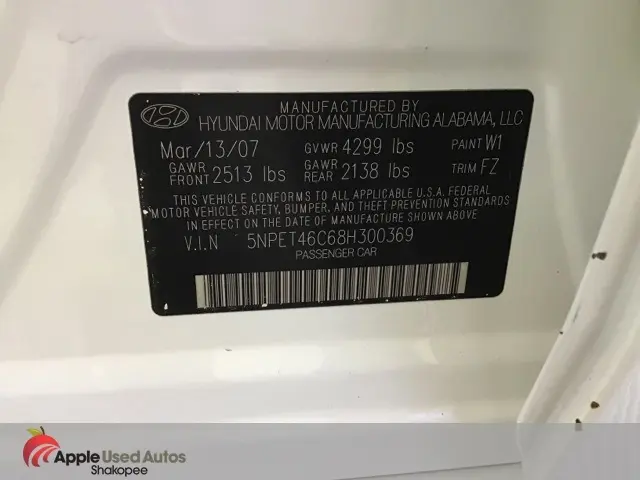 MANUFACTURED BY
HYUNDAI MOTOR MANUFACTURING ALABAMA, LLC
Mar/13/07 GVWR 4299 lbs PAINT W1
GAWR FRONT 2513 lbs GAWR REAR 2138 lbs TRIM FZ
THIS VEHICLE CONFORMS TO ALL APPLICABLE U.S.A. FEDERAL
MOTOR VEHICLE SAFETY, BUMPER, AND THEFT PREVENTION STANDARDS
IN EFFECT ON THE DATE OF MANUFACTURE SHOWN ABOVE.
V.I.N 5NPET46C68H300369
PASSENGER CAR
Apple Used Autos
Shakopee